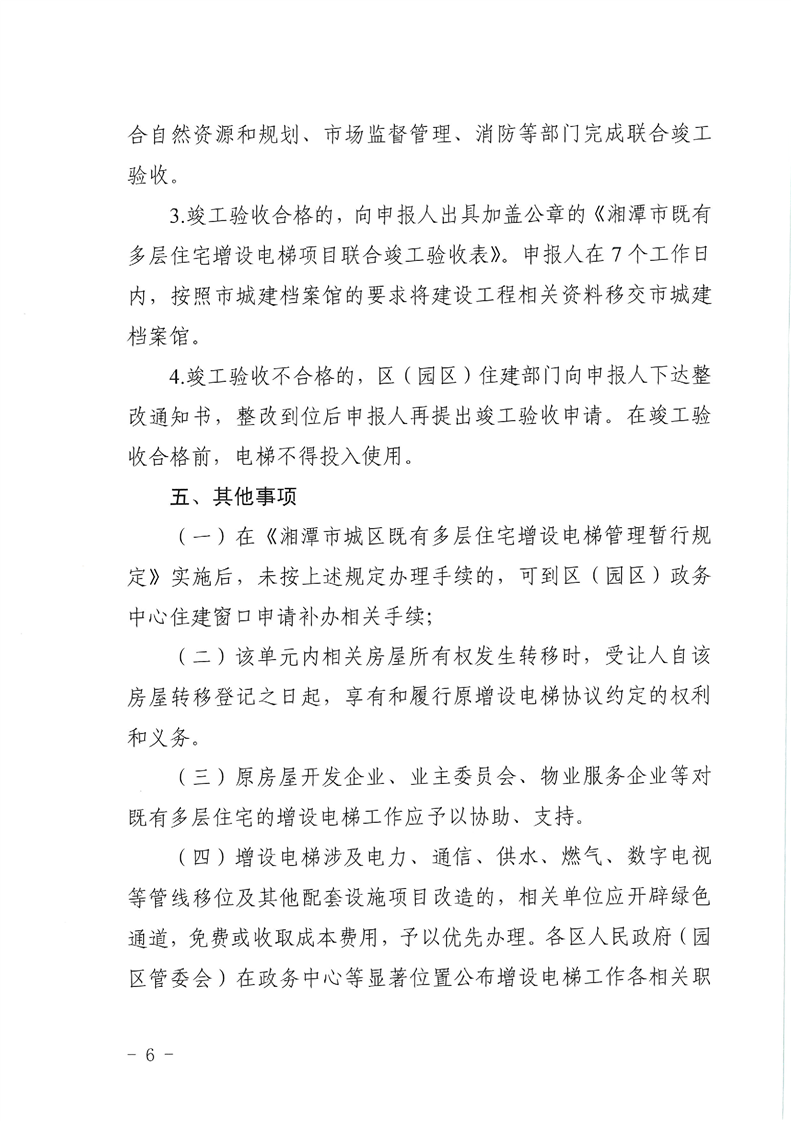 合自然资源和规划、市场监督管理、消防等部门完成联合竣工
验收。
3.竣工验收合格的，向申报人出具加盖公章的《湘潭市既有
多层住宅增设电梯项目联合竣工验收表》。申报人在 7 个工作日
内，按照市城建档案馆的要求将建设工程相关资料移交市城建
档案馆。
4.竣工验收不合格的，区（园区）住建部门向申报人下达整
改通知书，整改到位后申报人再提出竣工验收申请。在竣工验
收合格前，电梯不得投入使用。
五、其他事项
（一）在《湘潭市城区既有多层住宅增设电梯管理暂行规
定》实施后，未按上述规定办理手续的，可到区（园区）政务
中心住建窗口申请补办相关手续；
（二）该单元内相关房屋所有权发生转移时，受让人自该
房屋转移登记之日起，享有和履行原增设电梯协议约定的权利
和义务。
（三）原房屋开发企业、业主委员会、物业服务企业等对
既有多层住宅的增设电梯工作应予以协助、支持。
（四）增设电梯涉及电力、通信、供水、燃气、数字电视
等管线移位及其他配套设施项目改造的，相关单位应开辟绿色
通道，免费或收取成本费用，予以优先办理。各区人民政府（园
区管委会）在政务中心等显著位置公布增设电梯工作各相关职
- 6 -